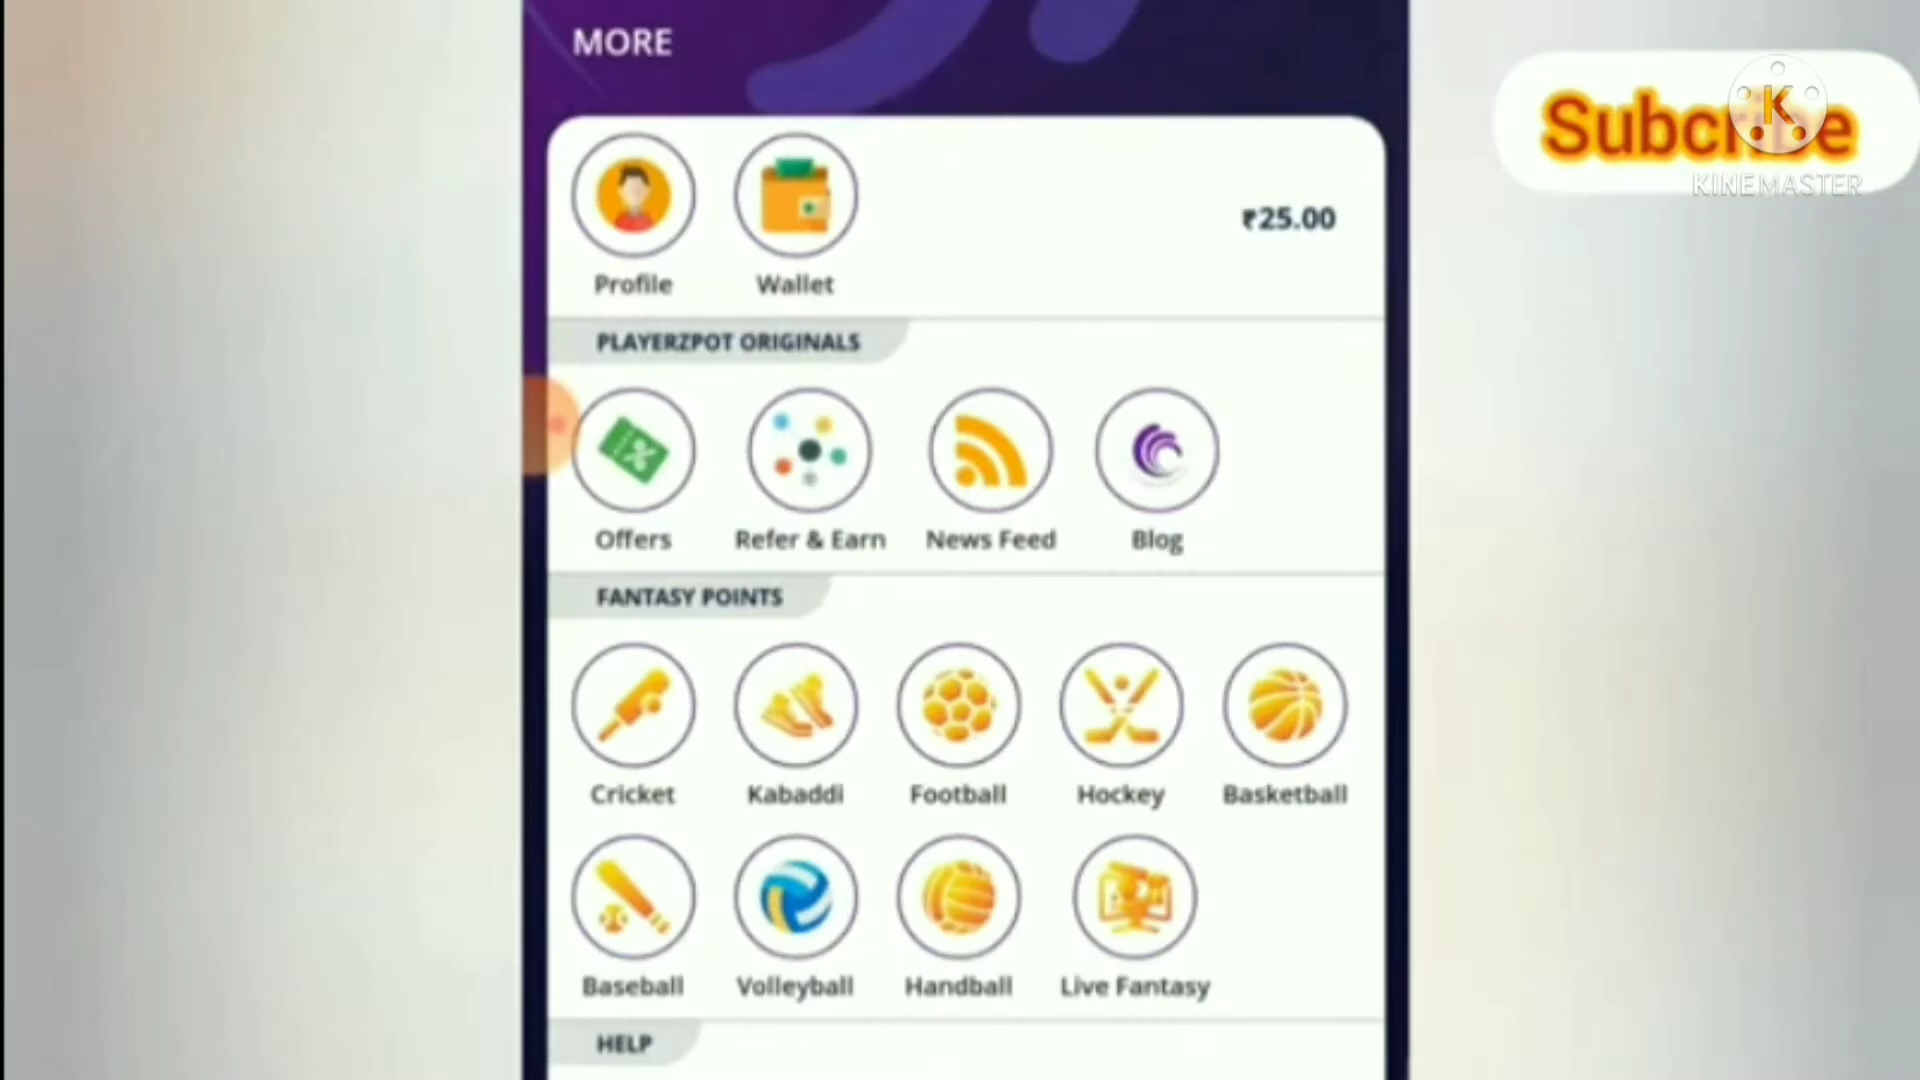 MORE
Subcribe
K
KINEMASTER
₹25.00
Profile Wallet
PLAYERZPOT ORIGINALS
Offers Refer & Earn News Feed Blog
FANTASY POINTS
Cricket Kabaddi Football Hockey Basketball
Baseball Volleyball Handball Live Fantasy
HELP